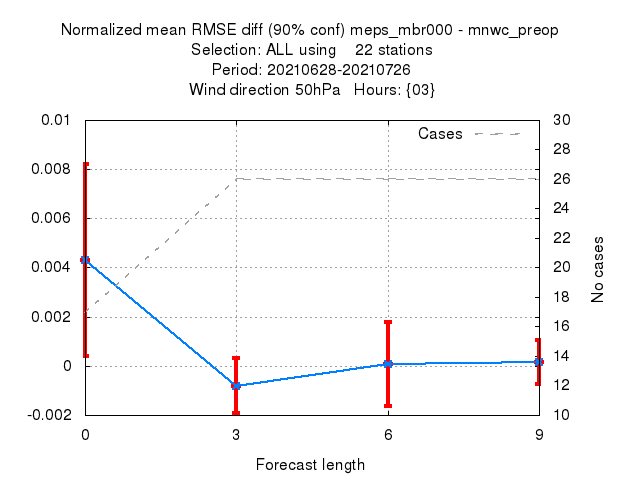 Normalized mean RMSE diff (90% conf) meps_mbr000 - mnwc_preop
Selection: ALL using    22 stations
Period: 20210628-20210726
Wind direction 50hPa   Hours: {03}
0.01
0.008
0.006
0.004
0.002
0
-0.002
Cases
30
28
26
24
22
20
18
16
14
12
10
No cases
0 3 6 9
Forecast length